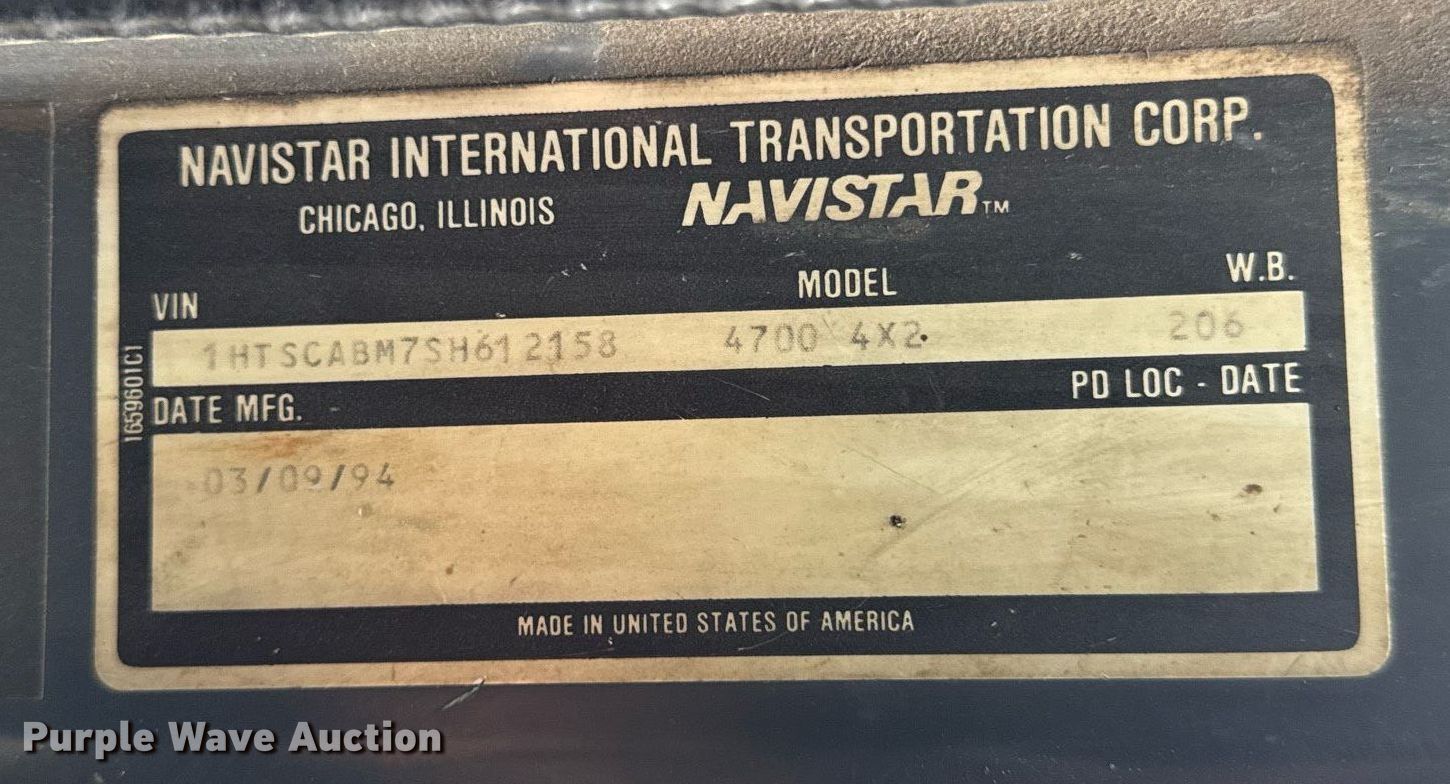 NAVISTAR INTERNATIONAL TRANSPORTATION CORP.
CHICAGO, ILLINOIS NAVISTAR™
VIN MODEL W.B.
1HTSCABM7SH612158 4700 4X2 206
1659601C1
DATE MFG. PD LOC - DATE
03/09/94
MADE IN UNITED STATES OF AMERICA
Purple Wave Auction